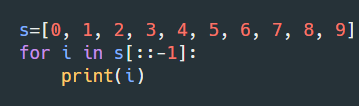 s=[0, 1, 2, 3, 4, 5, 6, 7, 8, 9]
for i in s[::-1]:
    print(i)